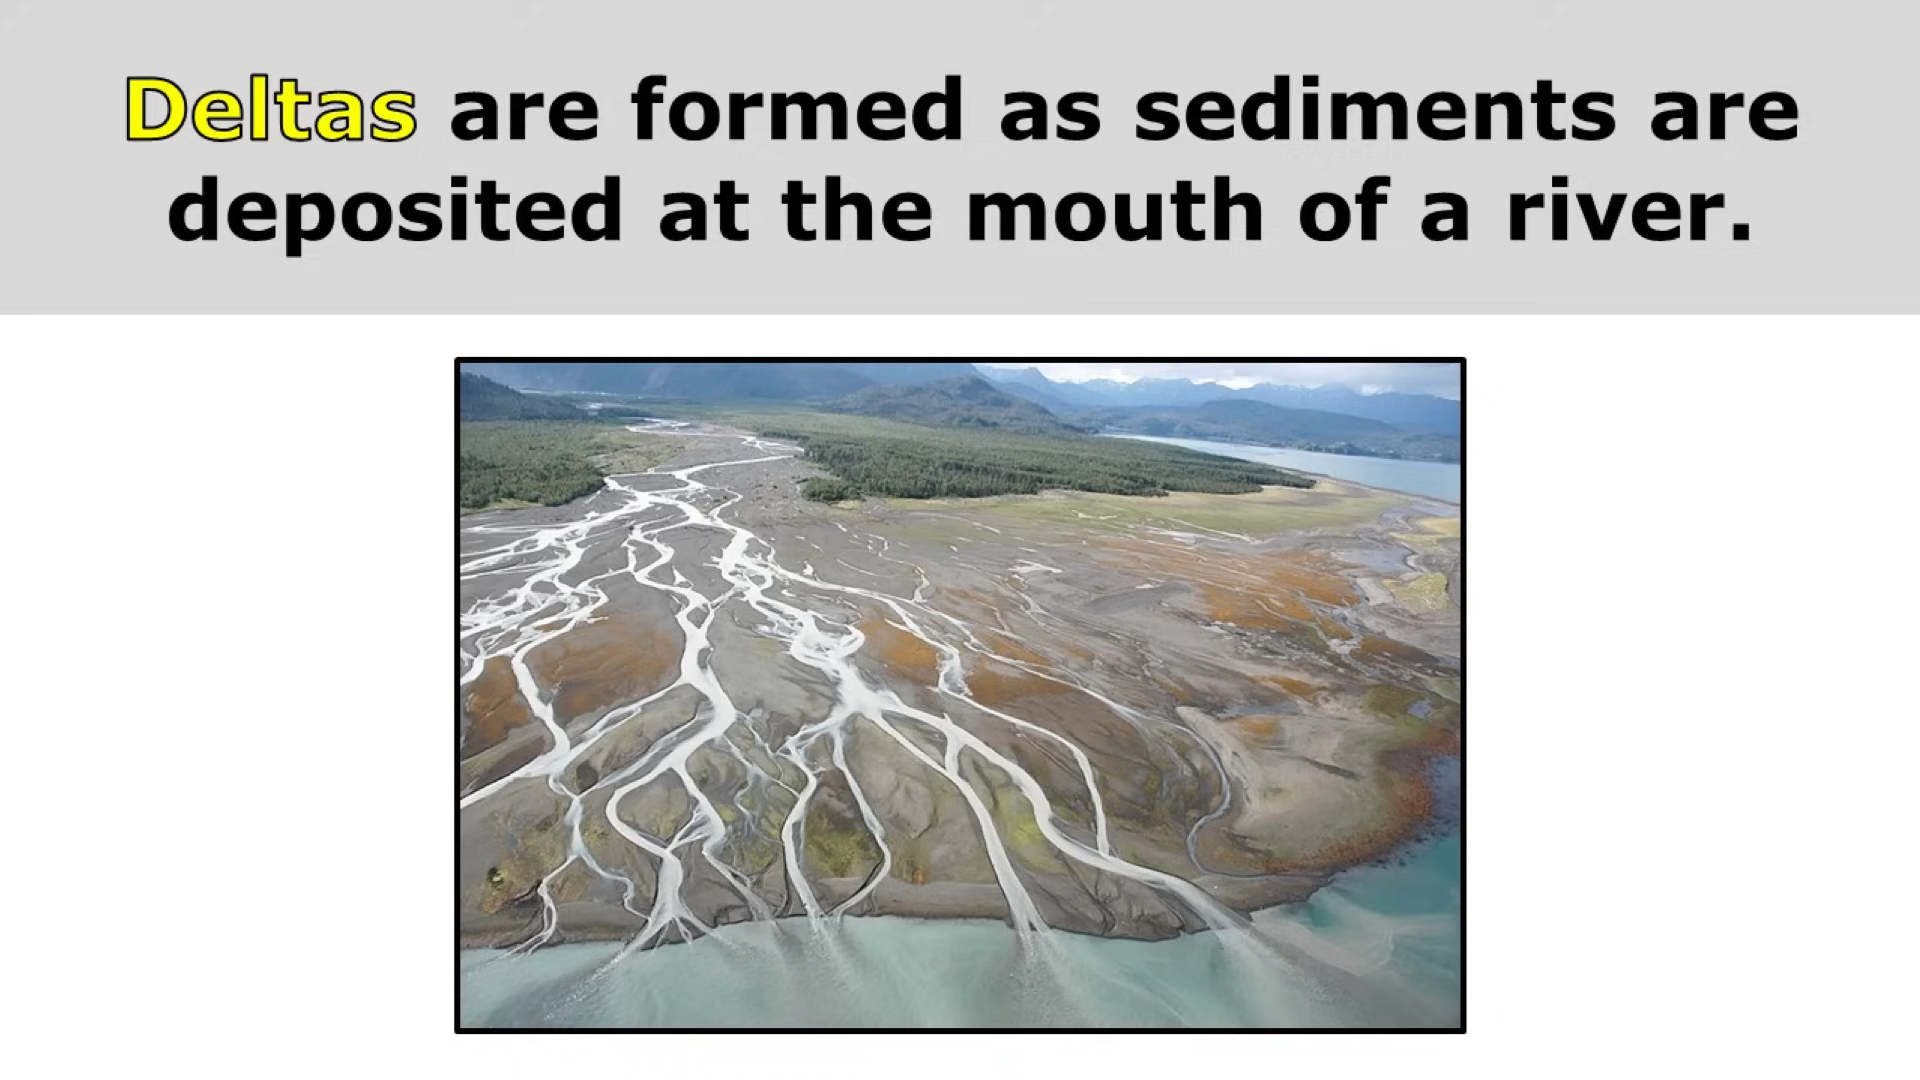 Deltas are formed as sediments are
deposited at the mouth of a river.